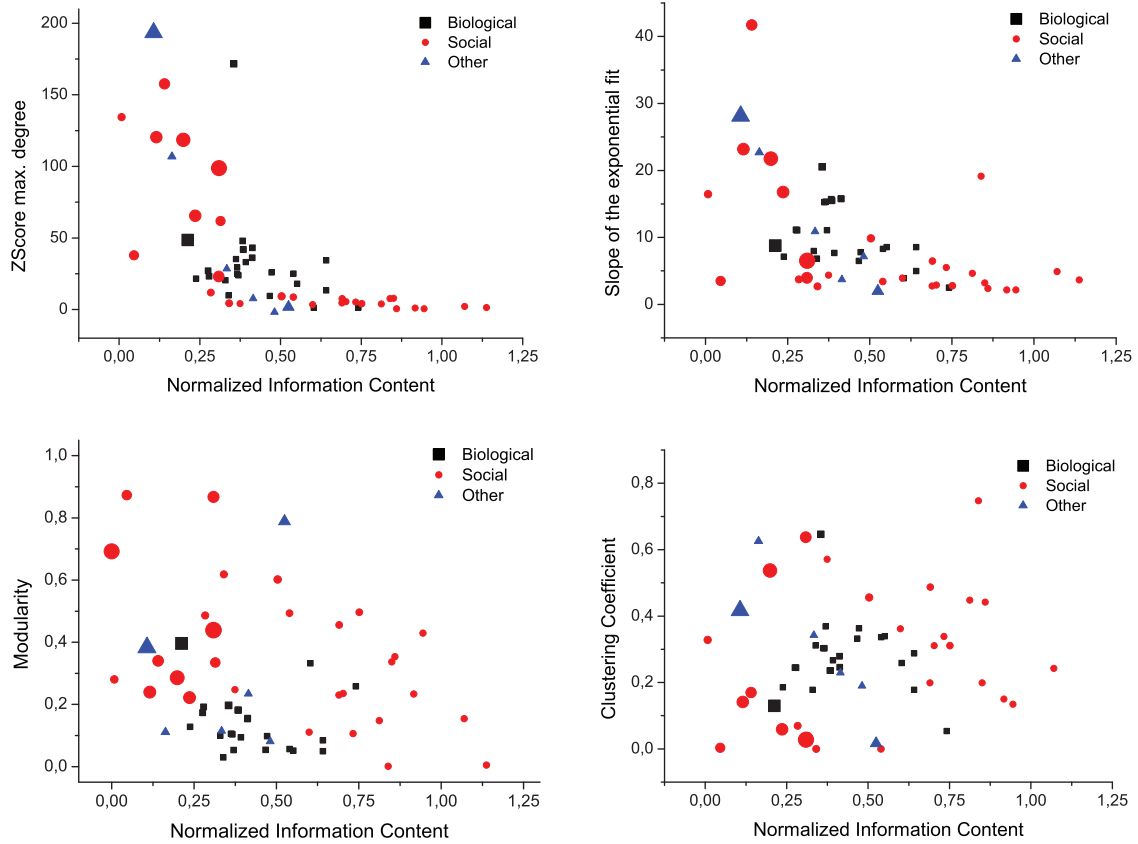 200
150
100
50
0
ZScore max. degree
Biological
Social
Other
0,00 0,25 0,50 0,75 1,00 1,25
Normalized Information Content
40
30
20
10
0
Slope of the exponential fit
Biological
Social
Other
0,00 0,25 0,50 0,75 1,00 1,25
Normalized Information Content
1,0
0,8
0,6
0,4
0,2
0,0
Modularity
Biological
Social
Other
0,00 0,25 0,50 0,75 1,00 1,25
Normalized Information Content
0,8
0,6
0,4
0,2
0,0
Clustering Coefficient
Biological
Social
Other
0,00 0,25 0,50 0,75 1,00 1,25
Normalized Information Content